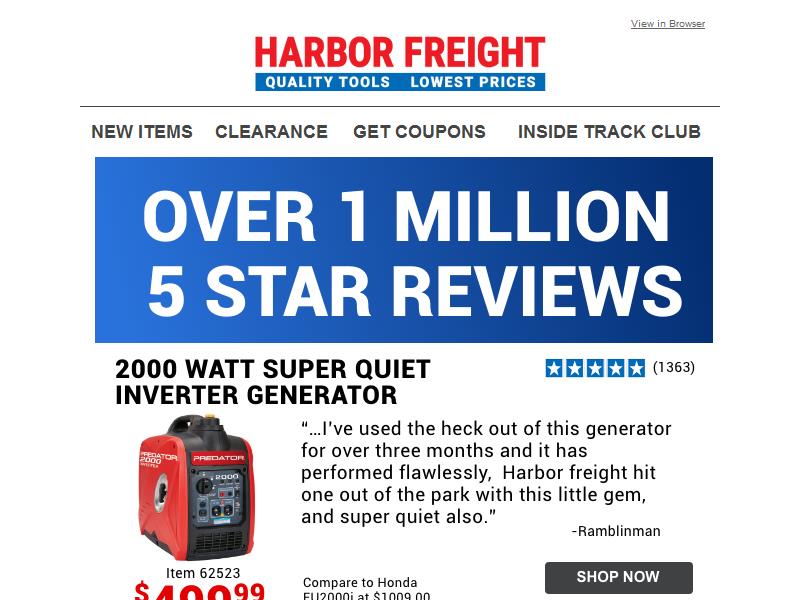 View in Browser
HARBOR FREIGHT
QUALITY TOOLS LOWEST PRICES
NEW ITEMS CLEARANCE GET COUPONS INSIDE TRACK CLUB
OVER 1 MILLION
5 STAR REVIEWS
2000 WATT SUPER QUIET
INVERTER GENERATOR
(1363)
PREDATOR
2000
PREDATOR
2000
“…I’ve used the heck out of this generator
for over three months and it has
performed flawlessly,  Harbor freight hit
one out of the park with this little gem,
and super quiet also.”
-Ramblinman
Item 62523
$499.99
Compare to Honda
EU2000i at $1009.00
SHOP NOW